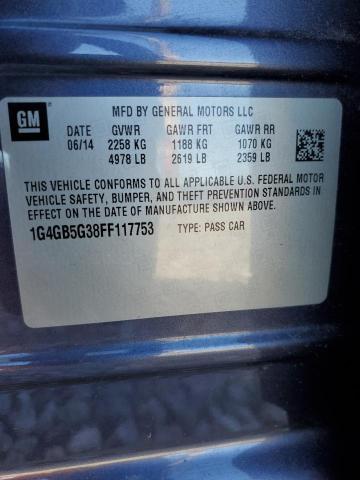 GM
MFD BY GENERAL MOTORS LLC
DATE GVWR GAWR FRT GAWR RR
06/14 2258 KG 1188 KG 1070 KG
4978 LB 2619 LB 2359 LB
THIS VEHICLE CONFORMS TO ALL APPLICABLE U.S. FEDERAL MOTOR
VEHICLE SAFETY, BUMPER, AND THEFT PREVENTION STANDARDS
IN EFFECT ON THE DATE OF MANUFACTURE SHOWN ABOVE.
1G4GB5G38FF117753 TYPE: PASS CAR